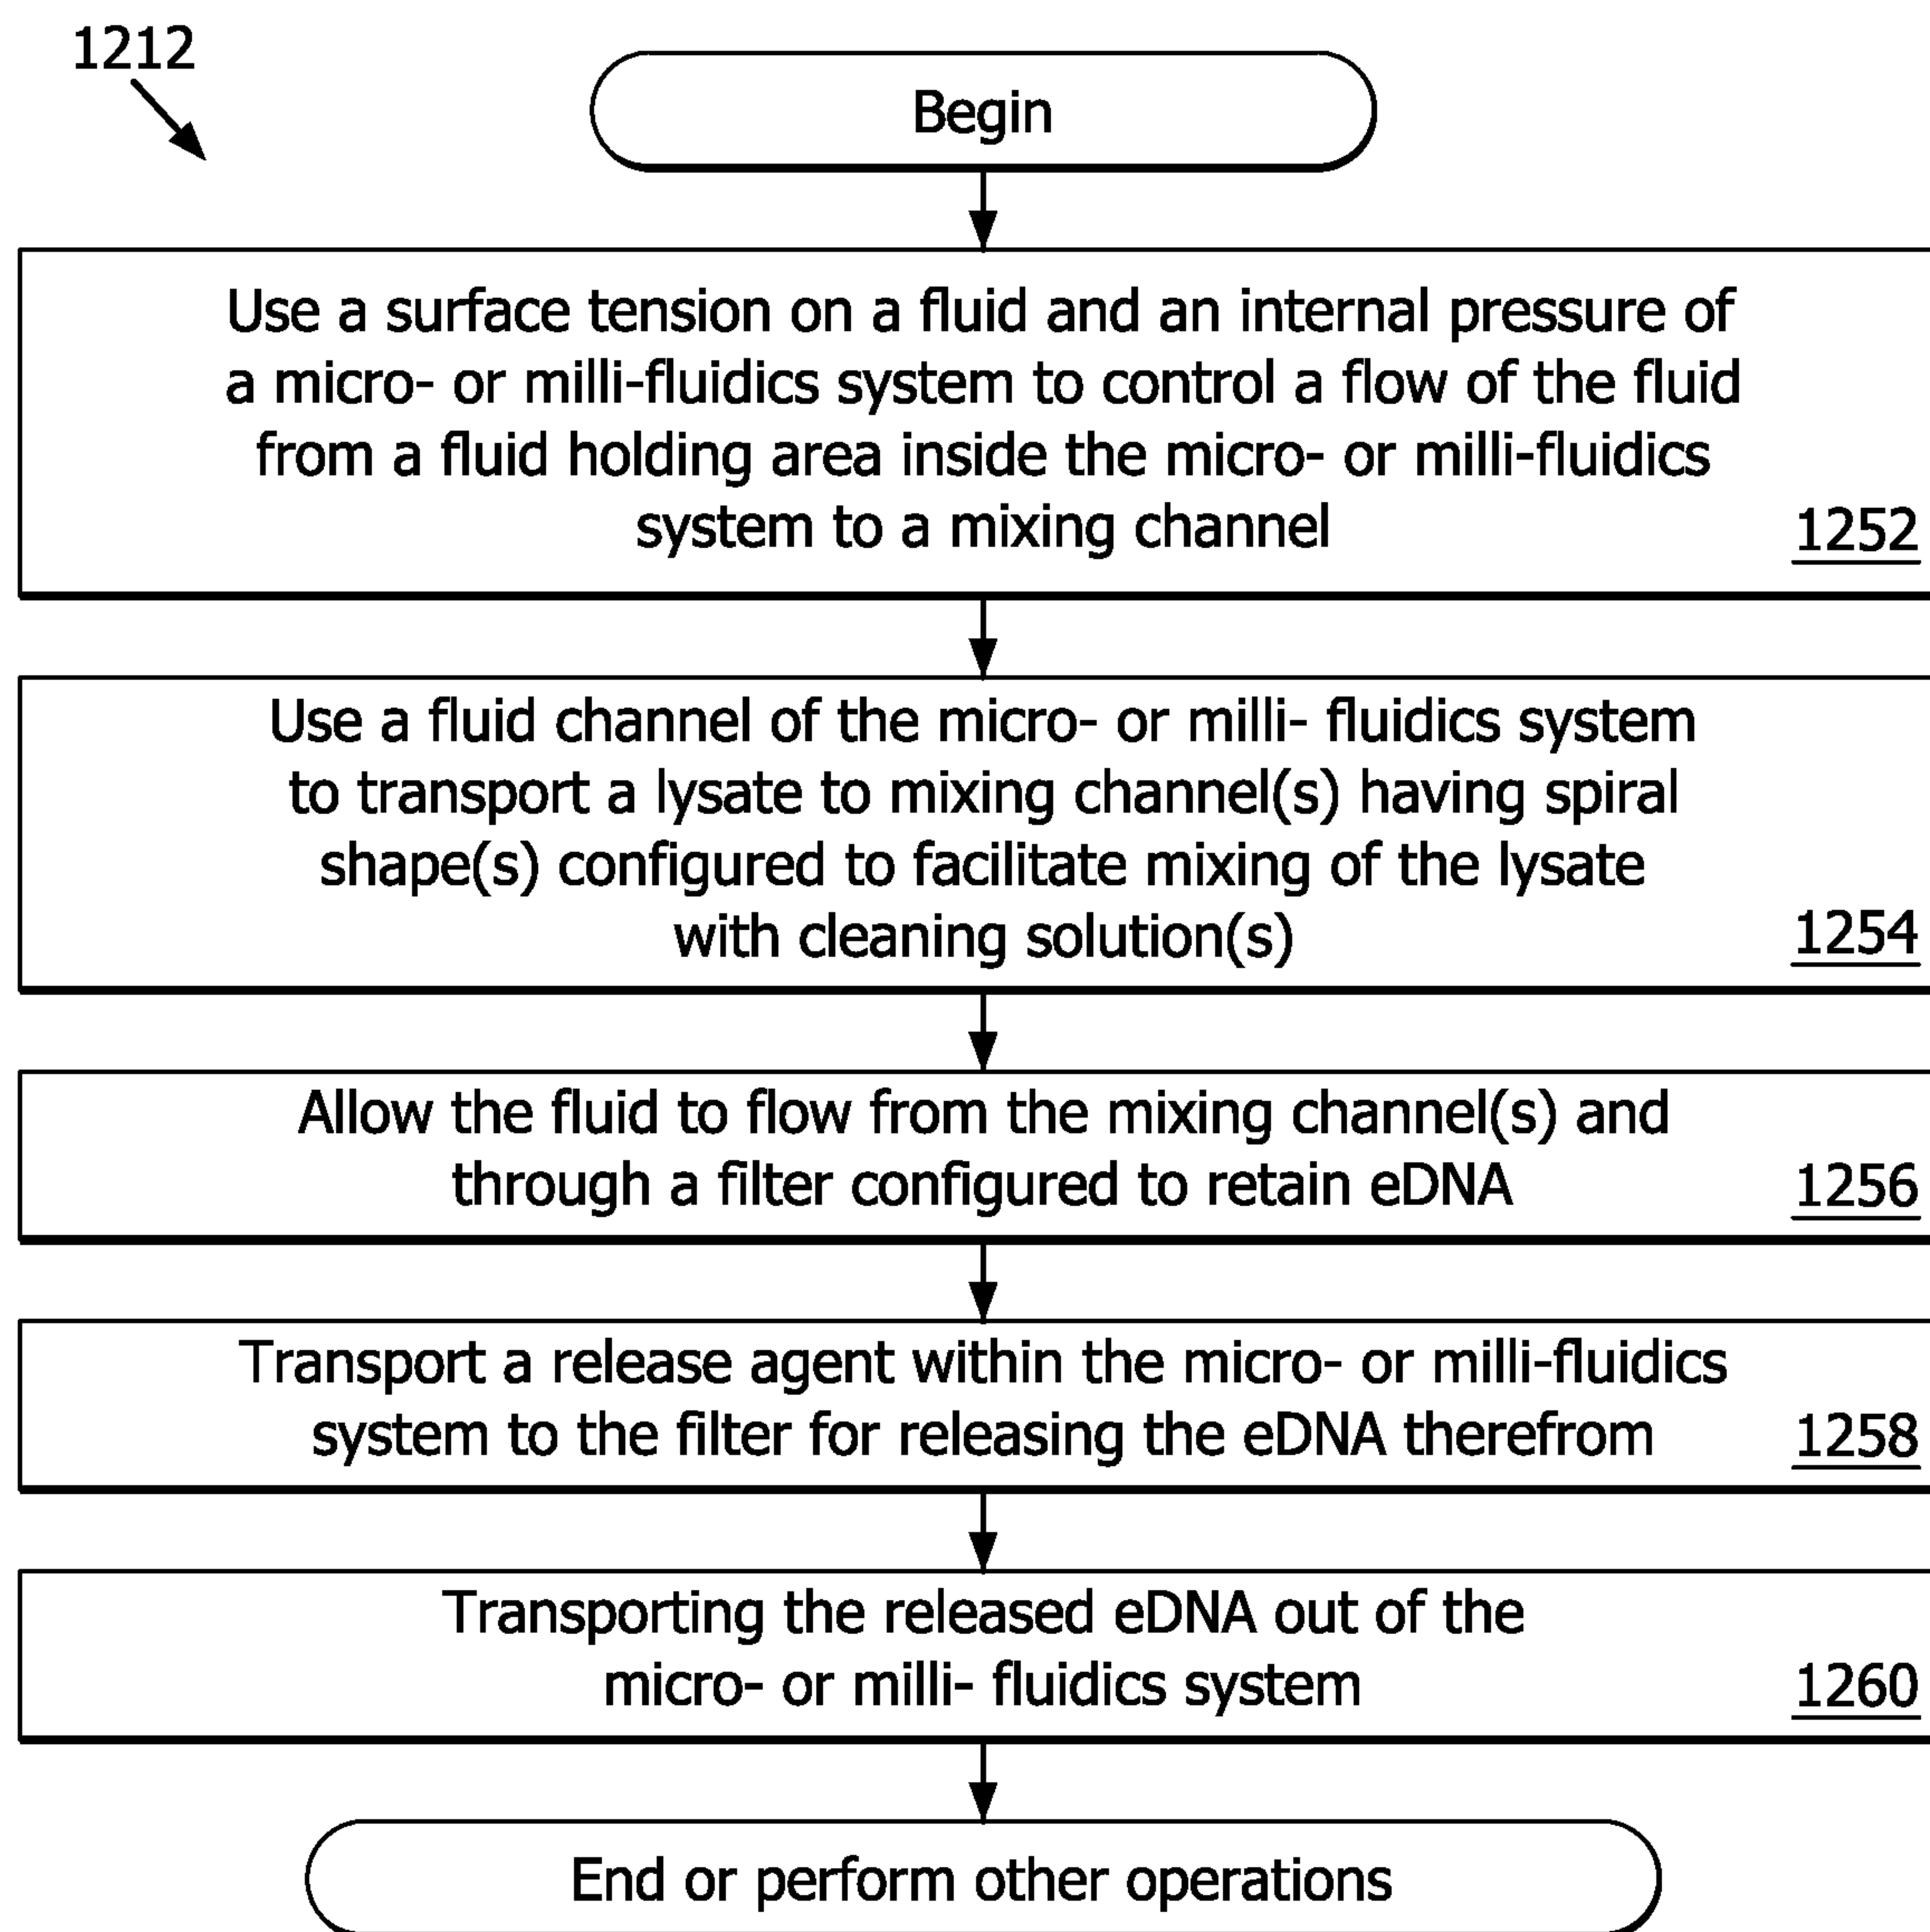 1212
Begin
Use a surface tension on a fluid and an internal pressure of
a micro- or milli-fluidics system to control a flow of the fluid
from a fluid holding area inside the micro- or milli-fluidics
system to a mixing channel
1252
Use a fluid channel of the micro- or milli- fluidics system
to transport a lysate to mixing channel(s) having spiral
shape(s) configured to facilitate mixing of the lysate
with cleaning solution(s)
1254
Allow the fluid to flow from the mixing channel(s) and
through a filter configured to retain eDNA
1256
Transport a release agent within the micro- or milli-fluidics
system to the filter for releasing the eDNA therefrom
1258
Transporting the released eDNA out of the
micro- or milli- fluidics system
1260
End or perform other operations